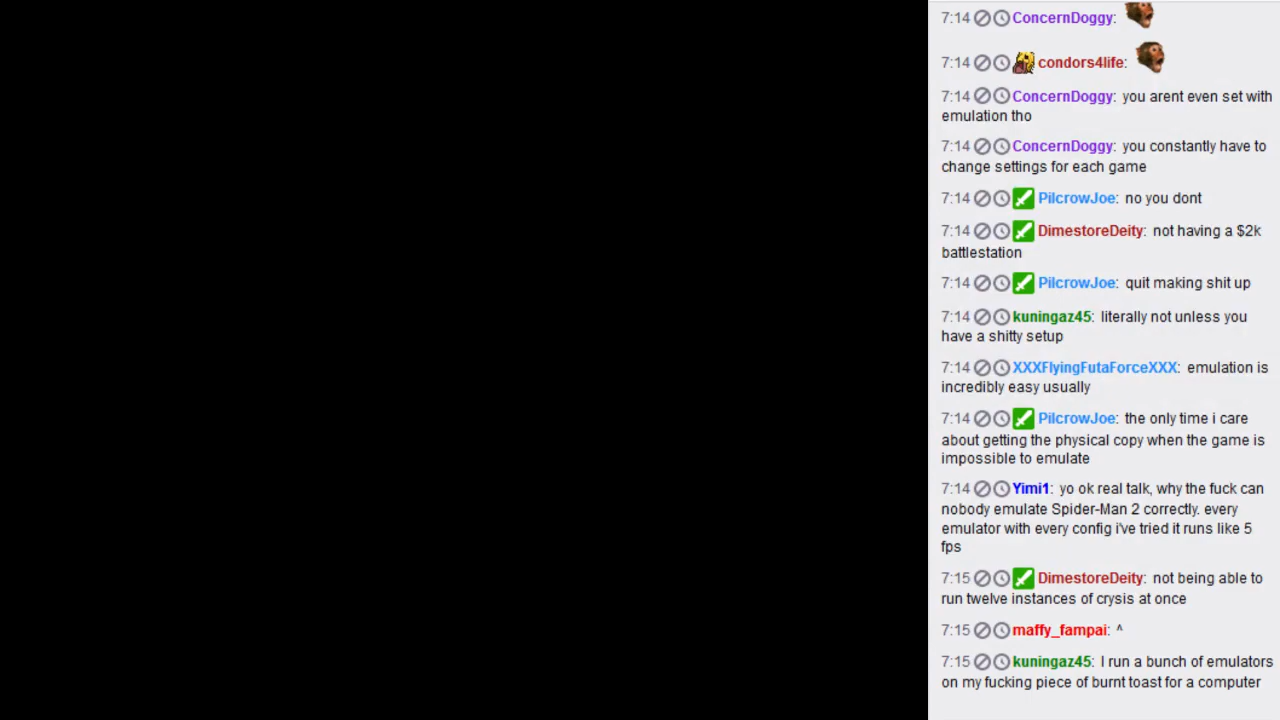 7:14 ConcernDoggy:
7:14 condors4life:
7:14 ConcernDoggy: you arent even set with
emulation tho
7:14 ConcernDoggy: you constantly have to
change settings for each game
7:14 PilcrowJoe: no you dont
7:14 DimestoreDeity: not having a $2k
battlestation
7:14 PilcrowJoe: quit making shit up
7:14 kuningaz45: literally not unless you
have a shitty setup
7:14 XXXFlyingFutaForceXXX: emulation is
incredibly easy usually
7:14 PilcrowJoe: the only time i care
about getting the physical copy when the game is
impossible to emulate
7:14 Yimi1: yo ok real talk, why the fuck can
nobody emulate Spider-Man 2 correctly. every
emulator with every config i've tried it runs like 5
fps
7:15 DimestoreDeity: not being able to
run twelve instances of crysis at once
7:15 maffy_fampai: ^
7:15 kuningaz45: I run a bunch of emulators
on my fucking piece of burnt toast for a computer